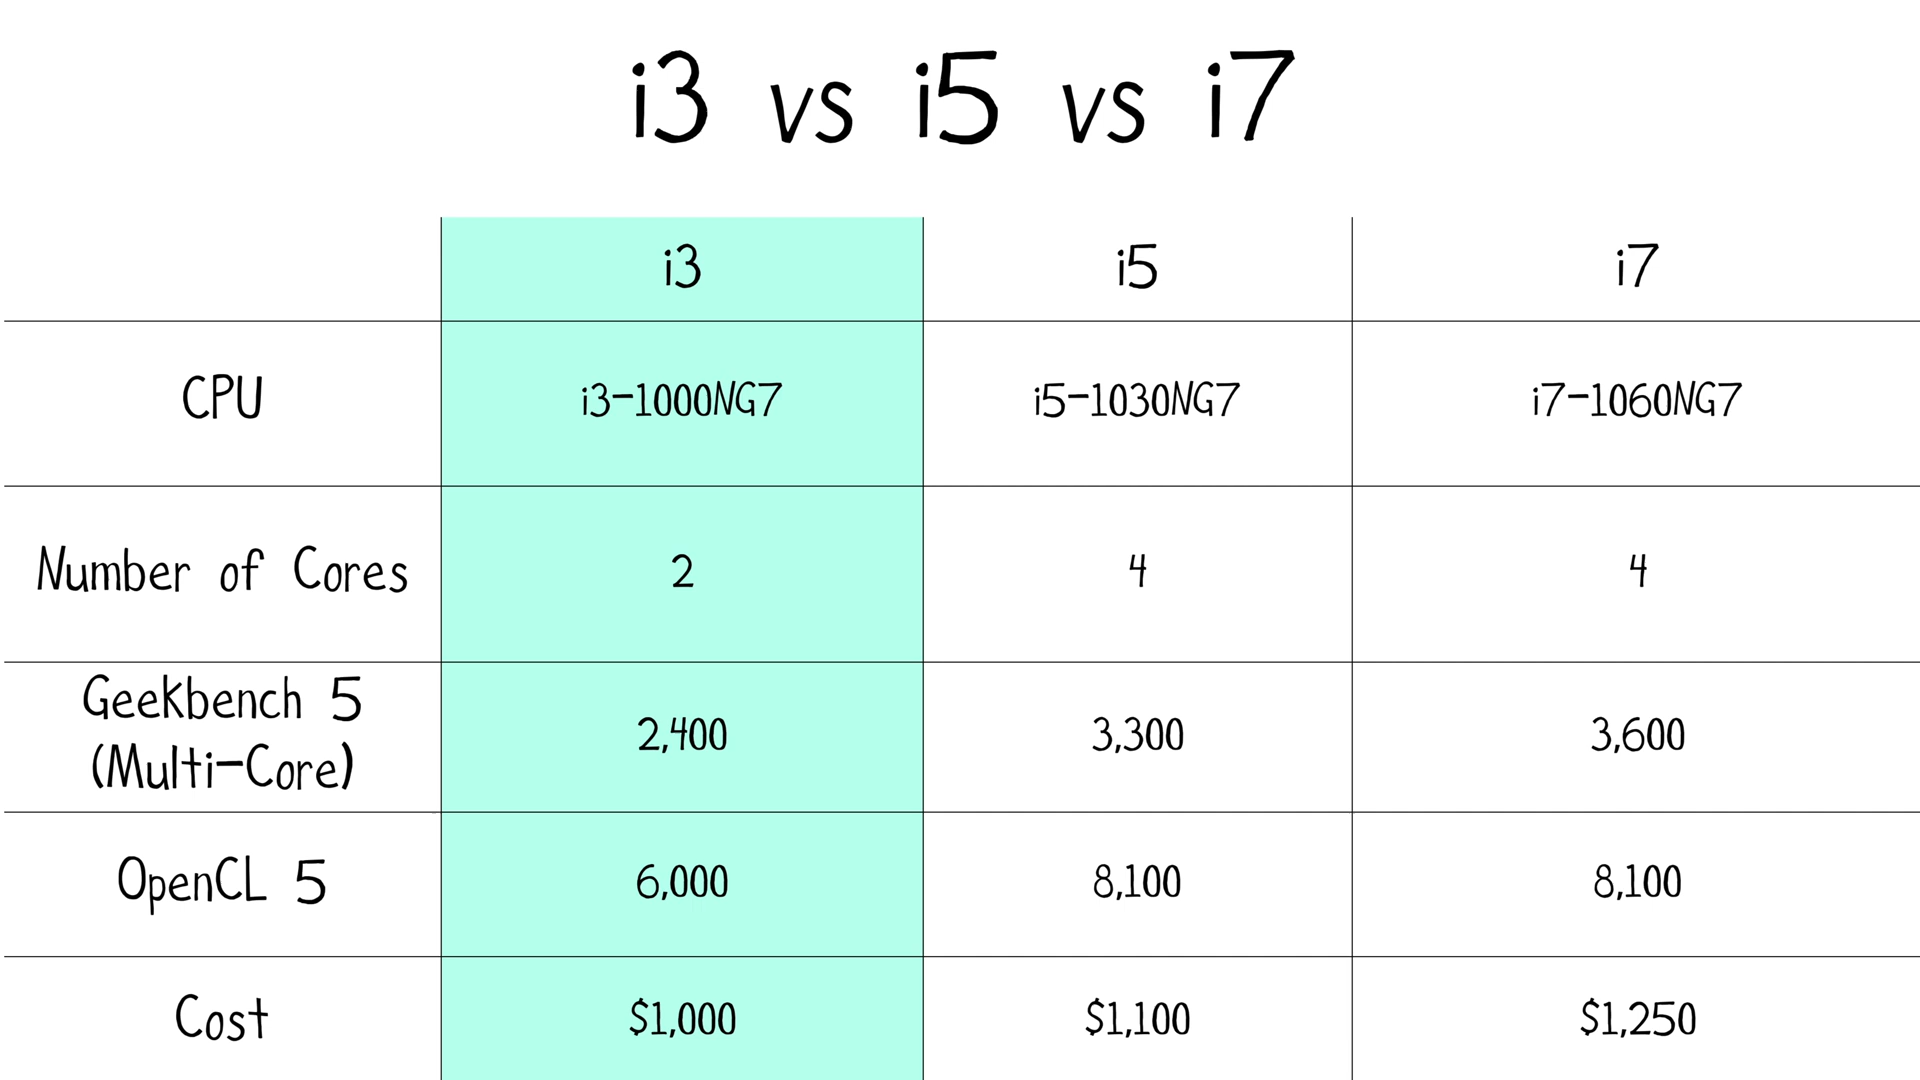 i3 vs i5 vs i7
i3 i5 i7
CPU i3-1000NG7 i5-1030NG7 i7-1060NG7
Number of Cores 2 4 4
Geekbench 5
(Multi-Core) 2,400 3,300 3,600
OpenCL 5 6,000 8,100 8,100
Cost $1,000 $1,100 $1,250